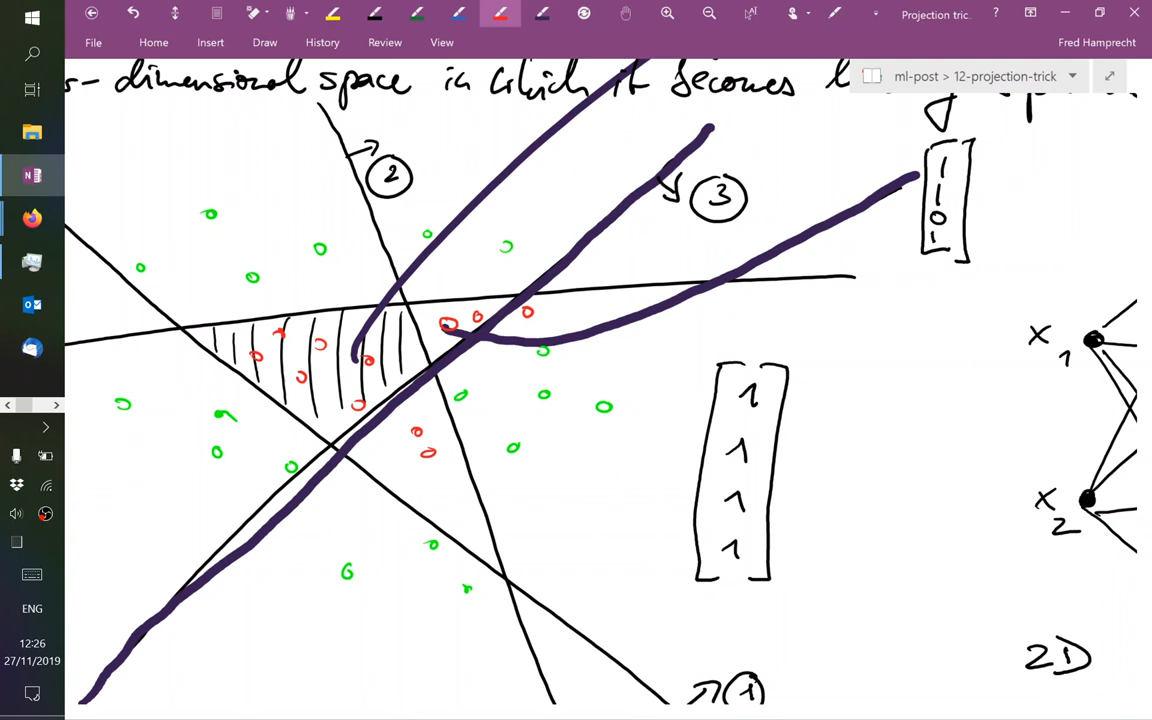 Projection tric...
File Home Insert Draw History Review View
Fred Hamprecht
ml-post > 12-projection-trick
- dimensional space in which it becomes
2
3
1
1
0
1
x1
1
1
1
1
x2
2D
ENG
12:26
27/11/2019